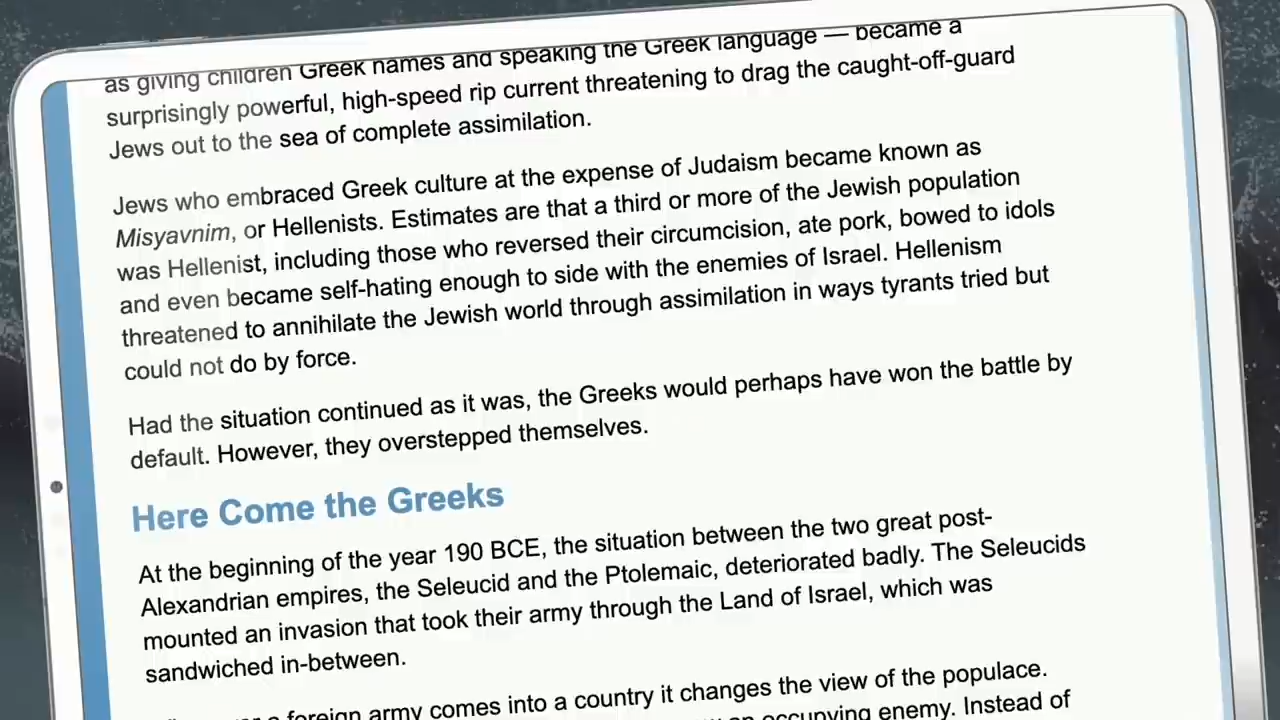 as giving children Greek names and speaking the Greek language — became a
surprisingly powerful, high-speed rip current threatening to drag the caught-off-guard
Jews out to the sea of complete assimilation.
Jews who embraced Greek culture at the expense of Judaism became known as
Misyavnim, or Hellenists. Estimates are that a third or more of the Jewish population
was Hellenist, including those who reversed their circumcision, ate pork, bowed to idols
and even became self-hating enough to side with the enemies of Israel. Hellenism
threatened to annihilate the Jewish world through assimilation in ways tyrants tried but
could not do by force.
Had the situation continued as it was, the Greeks would perhaps have won the battle by
default. However, they overstepped themselves.
Here Come the Greeks
At the beginning of the year 190 BCE, the situation between the two great post-
Alexandrian empires, the Seleucid and the Ptolemaic, deteriorated badly. The Seleucids
mounted an invasion that took their army through the Land of Israel, which was
sandwiched in-between.
a foreign army comes into a country it changes the view of the populace.
an occupying enemy. Instead of